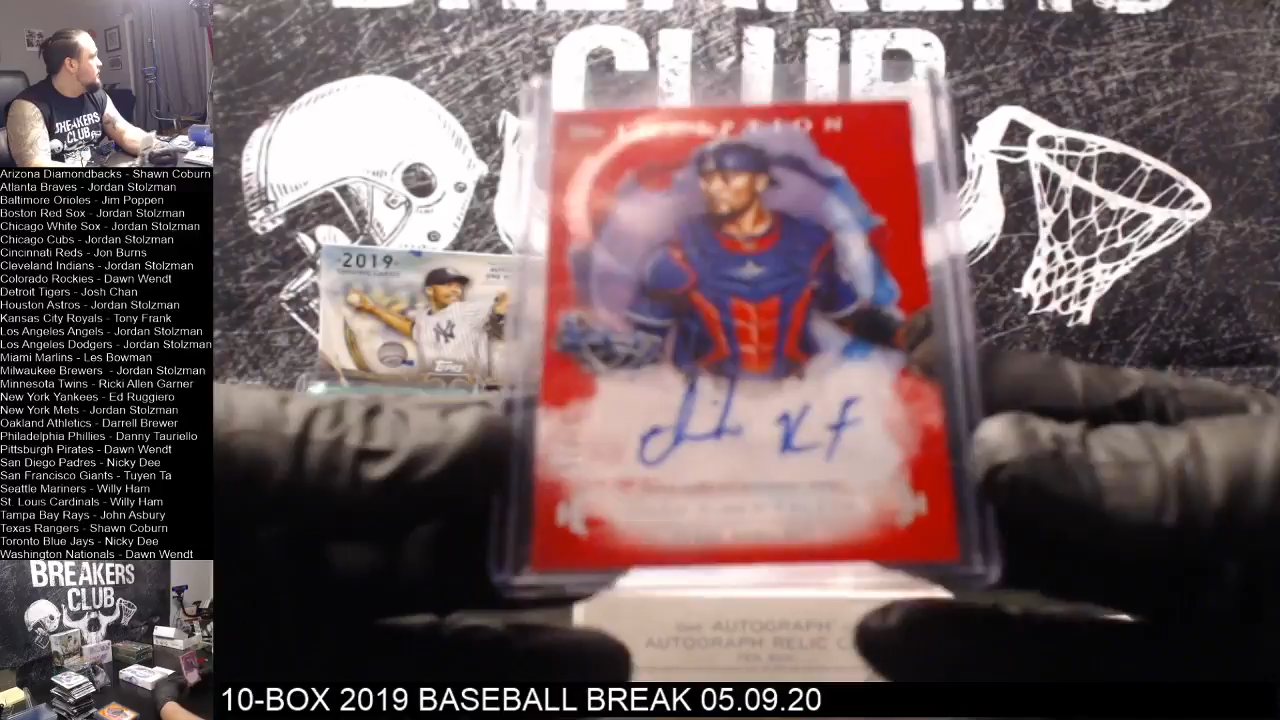 BREAKERS
CLUB
BREAKERS
CLUB
INCEPTION
2019
TOPPS
AUTOGRAPH
AUTOGRAPH RELIC
Arizona Diamondbacks - Shawn Coburn
Atlanta Braves - Jordan Stolzman
Baltimore Orioles - Jim Poppen
Boston Red Sox - Jordan Stolzman
Chicago White Sox - Jordan Stolzman
Chicago Cubs - Jordan Stolzman
Cincinnati Reds - Jon Burns
Cleveland Indians - Jordan Stolzman
Colorado Rockies - Dawn Wendt
Detroit Tigers - Josh Chan
Houston Astros - Jordan Stolzman
Kansas City Royals - Tony Frank
Los Angeles Angels - Jordan Stolzman
Los Angeles Dodgers - Jordan Stolzman
Miami Marlins - Les Bowman
Milwaukee Brewers - Jordan Stolzman
Minnesota Twins - Ricki Allen Garner
New York Yankees - Ed Ruggiero
New York Mets - Jordan Stolzman
Oakland Athletics - Darrell Brewer
Philadelphia Phillies - Danny Tauriello
Pittsburgh Pirates - Dawn Wendt
San Diego Padres - Nicky Dee
San Francisco Giants - Tuyen Ta
Seattle Mariners - Willy Ham
St. Louis Cardinals - Willy Ham
Tampa Bay Rays - John Asbury
Texas Rangers - Shawn Coburn
Toronto Blue Jays - Nicky Dee
Washington Nationals - Dawn Wendt
BREAKERS
CLUB
10-BOX 2019 BASEBALL BREAK 05.09.20